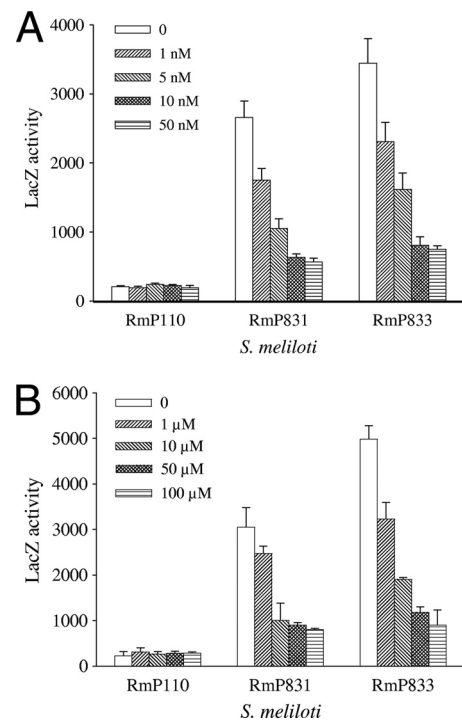 A
4000
3000
2000
1000
0
LacZ activity
0
1 nM
5 nM
10 nM
50 nM
RmP110 RmP831 RmP833
S. meliloti
B
6000
5000
4000
3000
2000
1000
0
LacZ activity
0
1 µM
10 µM
50 µM
100 µM
RmP110 RmP831 RmP833
S. meliloti